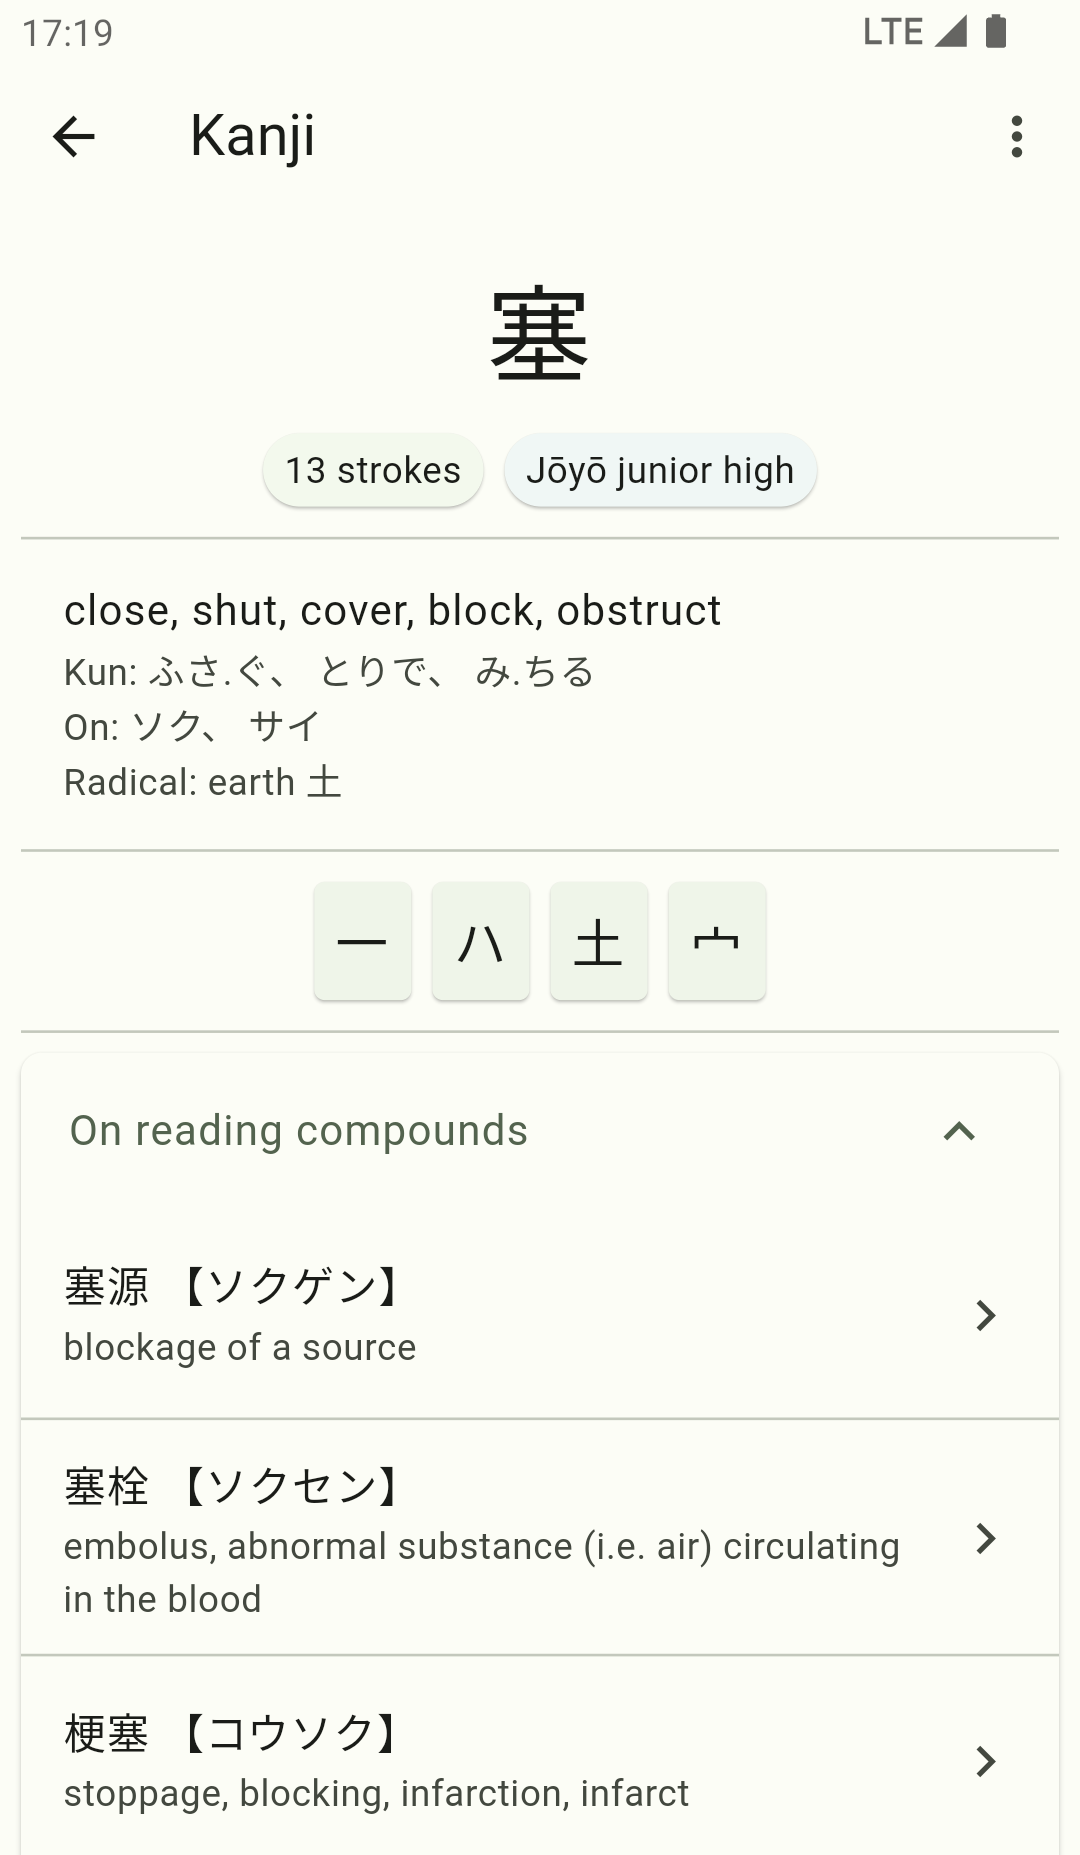 17:19 LTE
Kanji
塞
13 strokes Jōyō junior high
close, shut, cover, block, obstruct
Kun: ふさ.ぐ、 とりで、 み.ちる
On: ソク、 サイ
Radical: earth 土
一 ハ 土 宀
On reading compounds
塞源 【ソクゲン】
blockage of a source
塞栓 【ソクセン】
embolus, abnormal substance (i.e. air) circulating
in the blood
梗塞 【コウソク】
stoppage, blocking, infarction, infarct